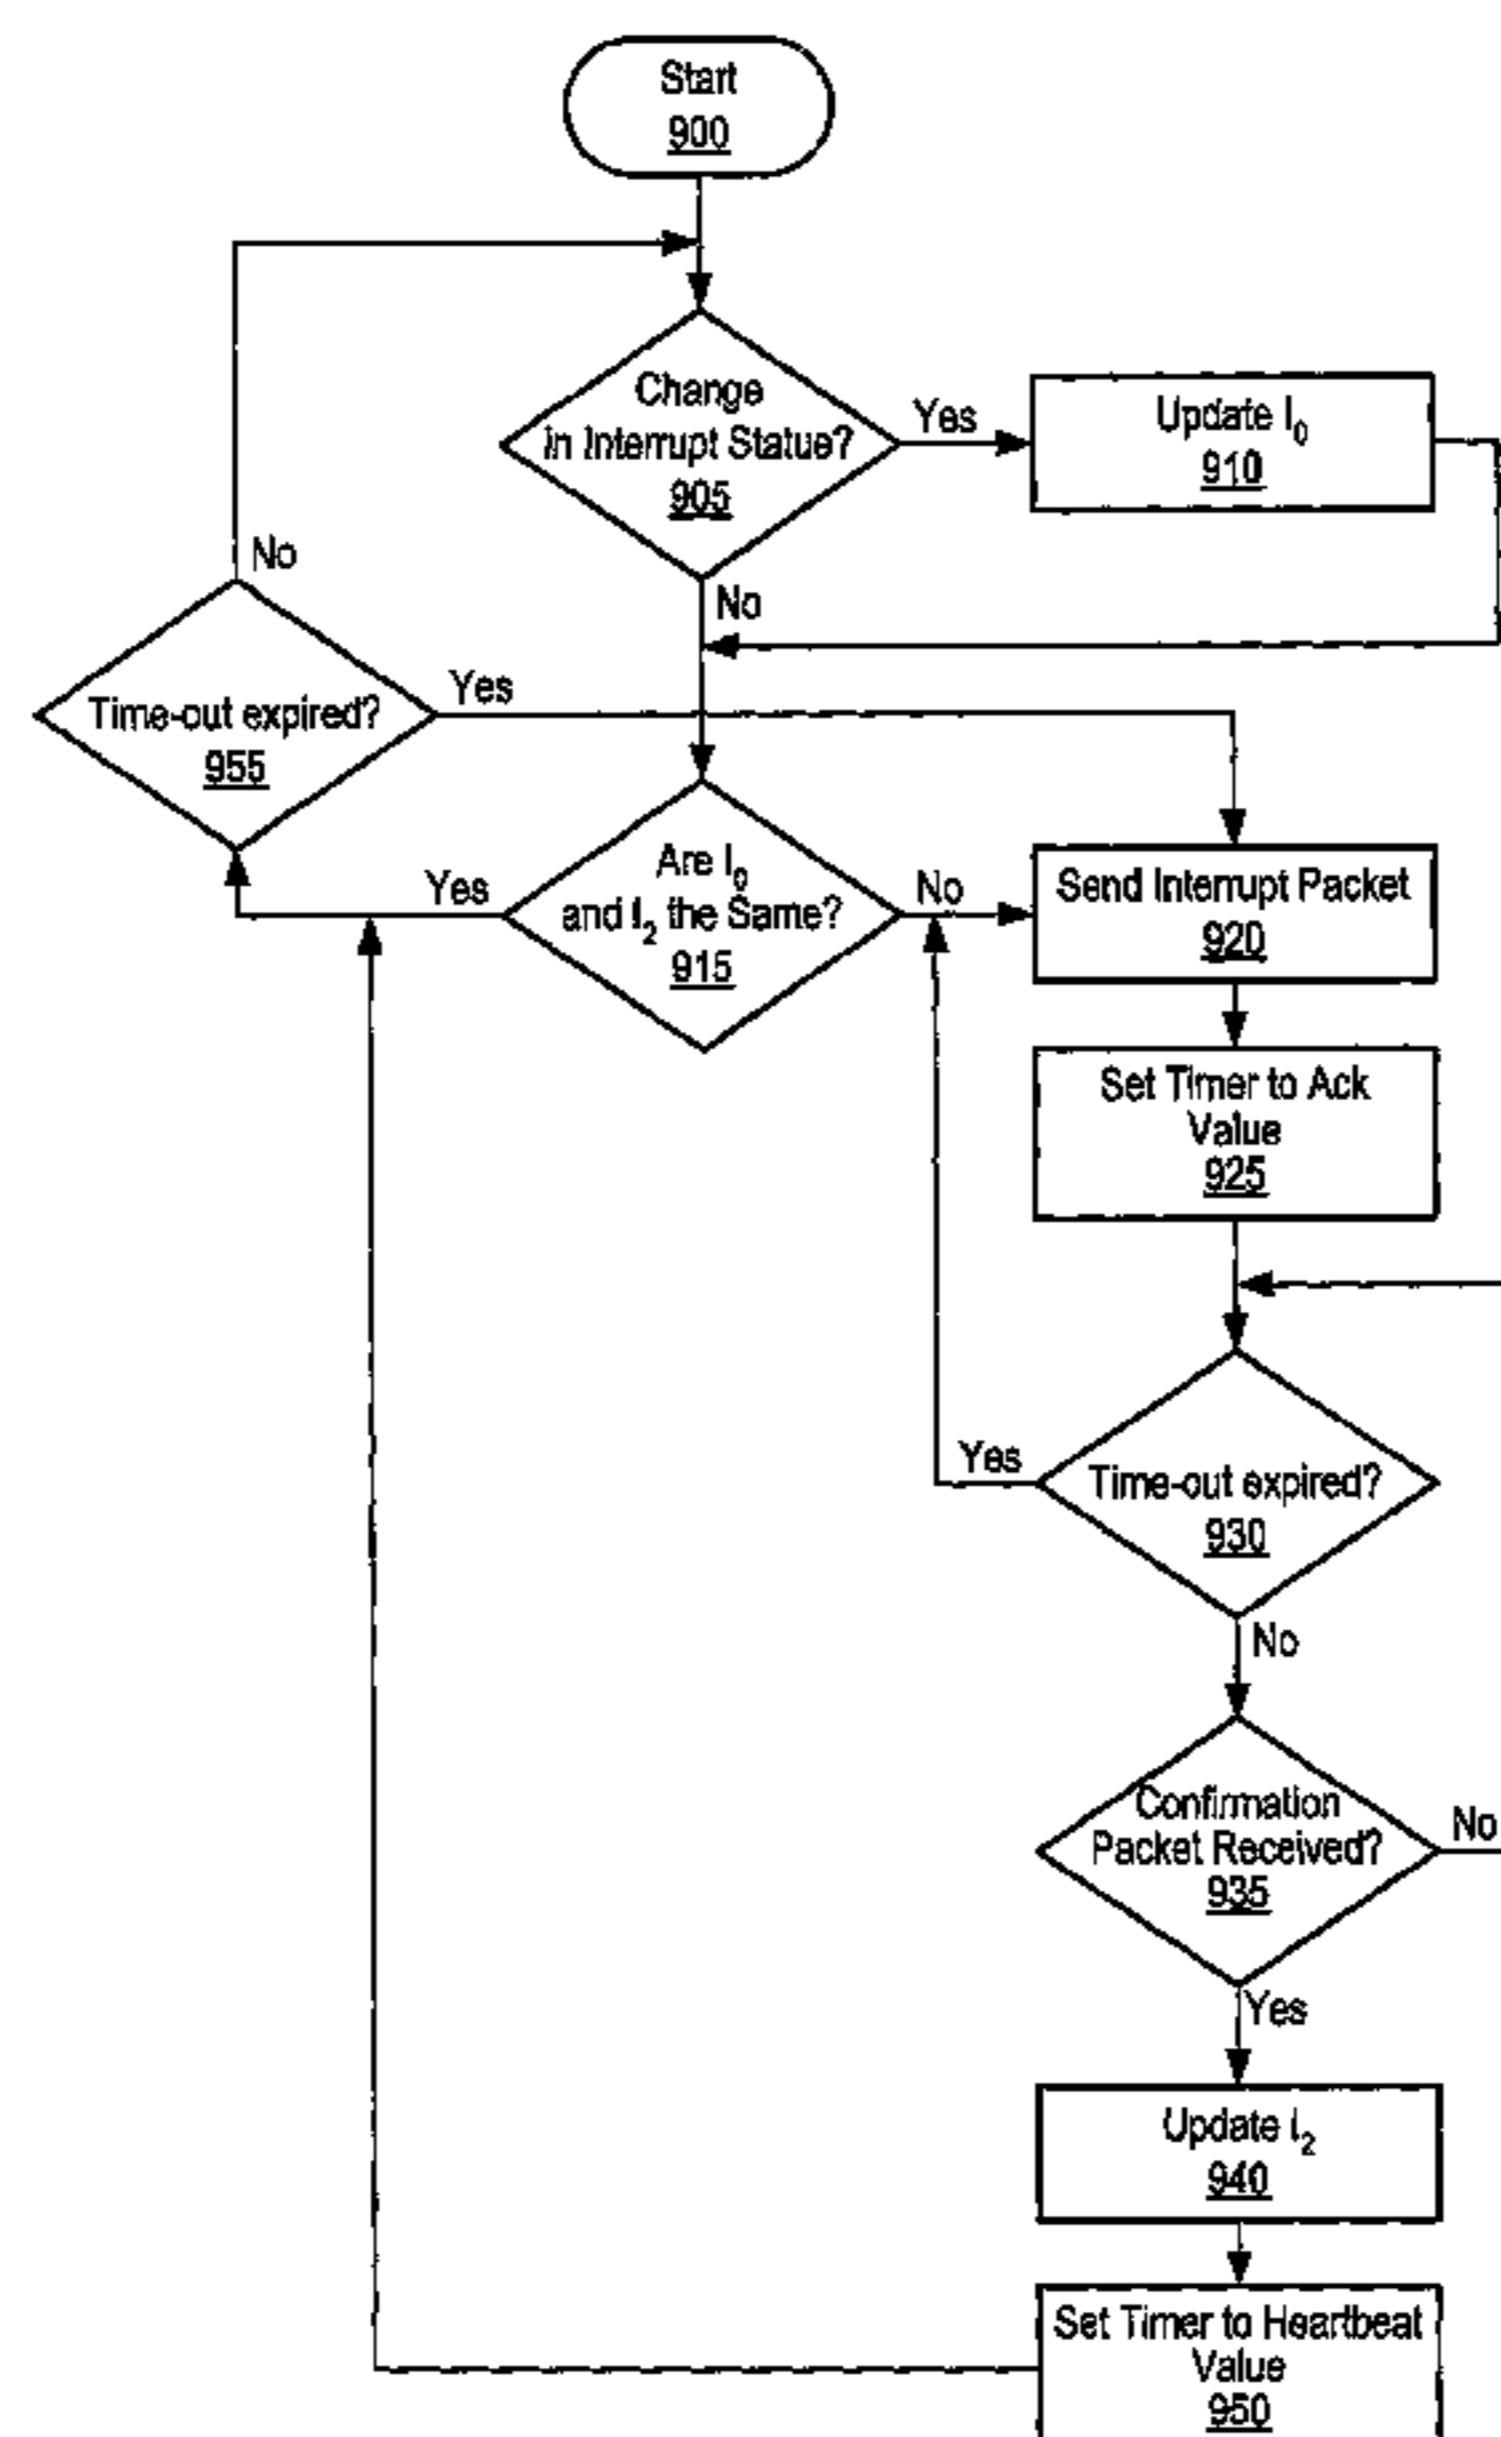 Start
900
Change
in Interrupt Statue?
905
Yes
Update I0
910
No
No
Time-out expired?
955
Yes
Are I0
and I2 the Same?
915
Yes
No
Send Interrupt Packet
920
Set Timer to Ack
Value
925
Time-out expired?
930
Yes
No
Confirmation
Packet Received?
935
No
Yes
Update I2
940
Set Timer to Heartbeat
Value
950